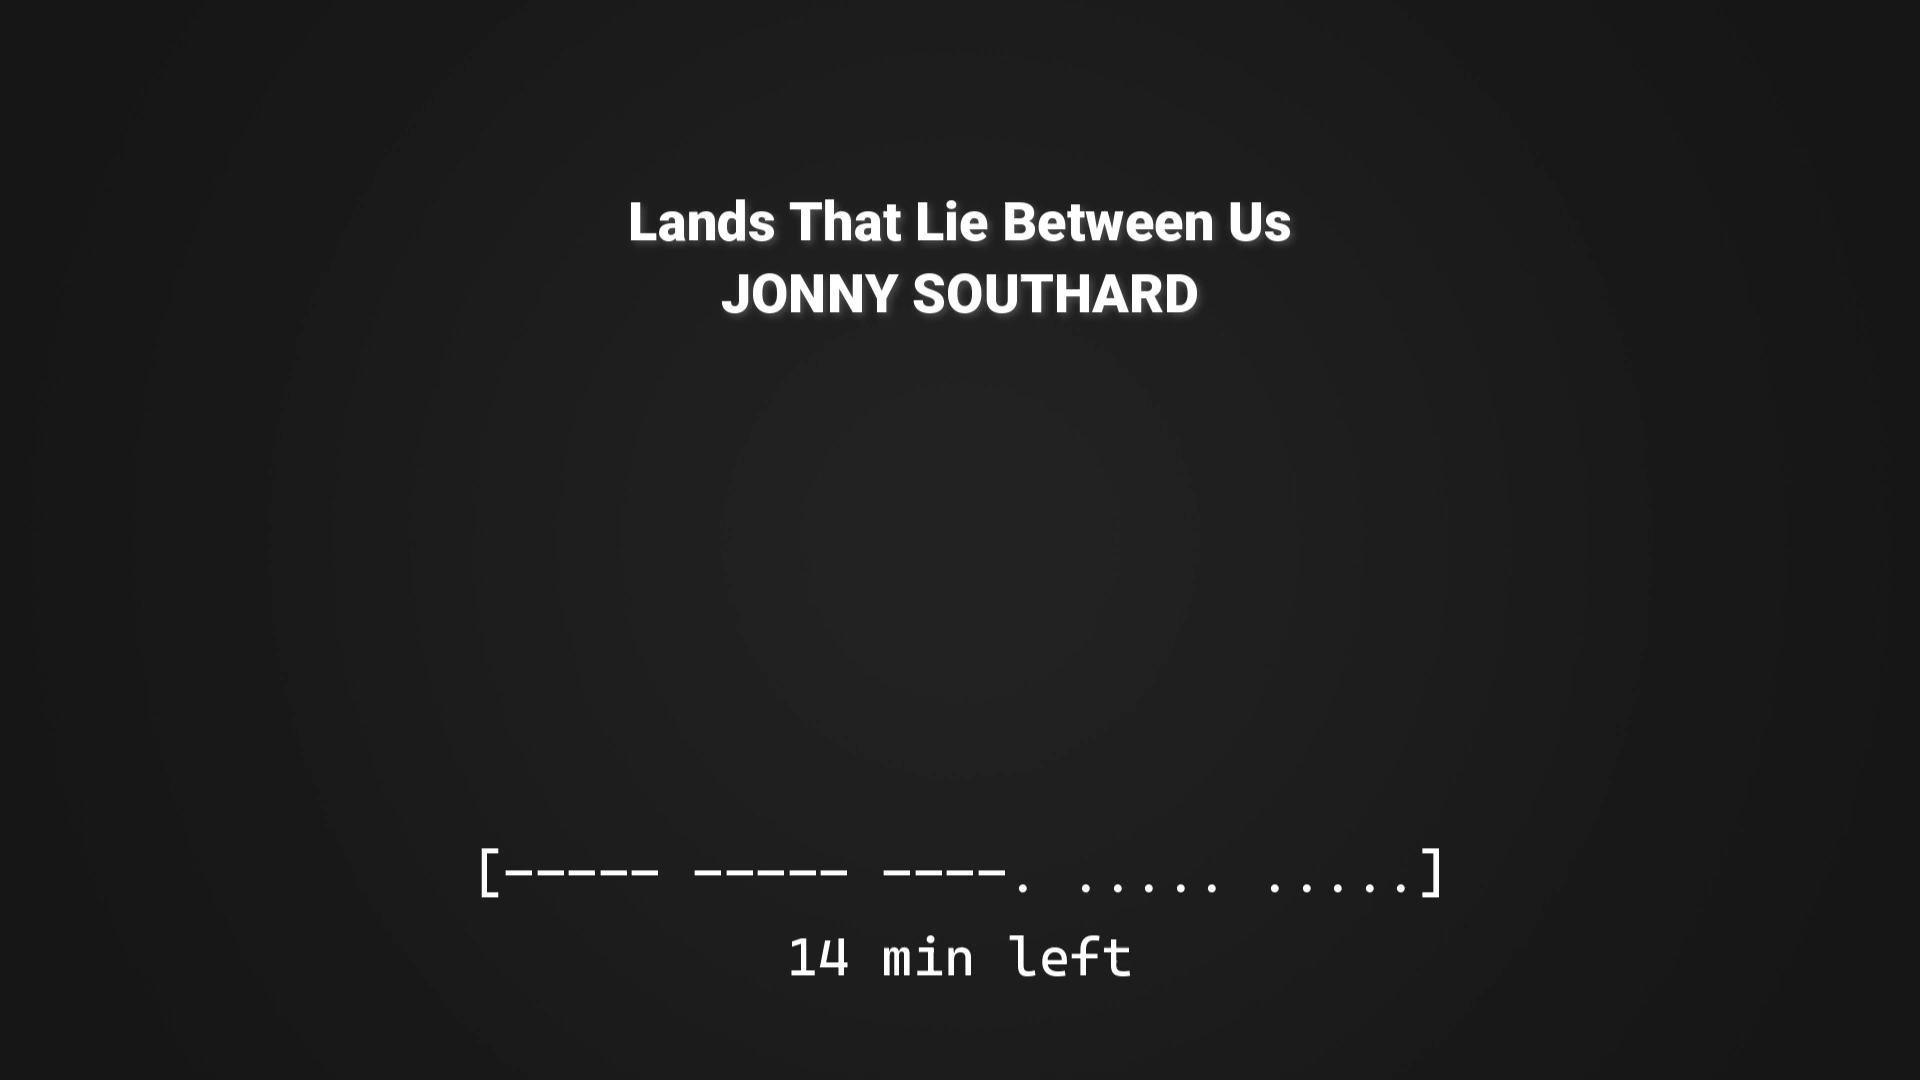 Lands That Lie Between Us
JONNY SOUTHARD
[----- ----- ----. ..... .....]
14 min left